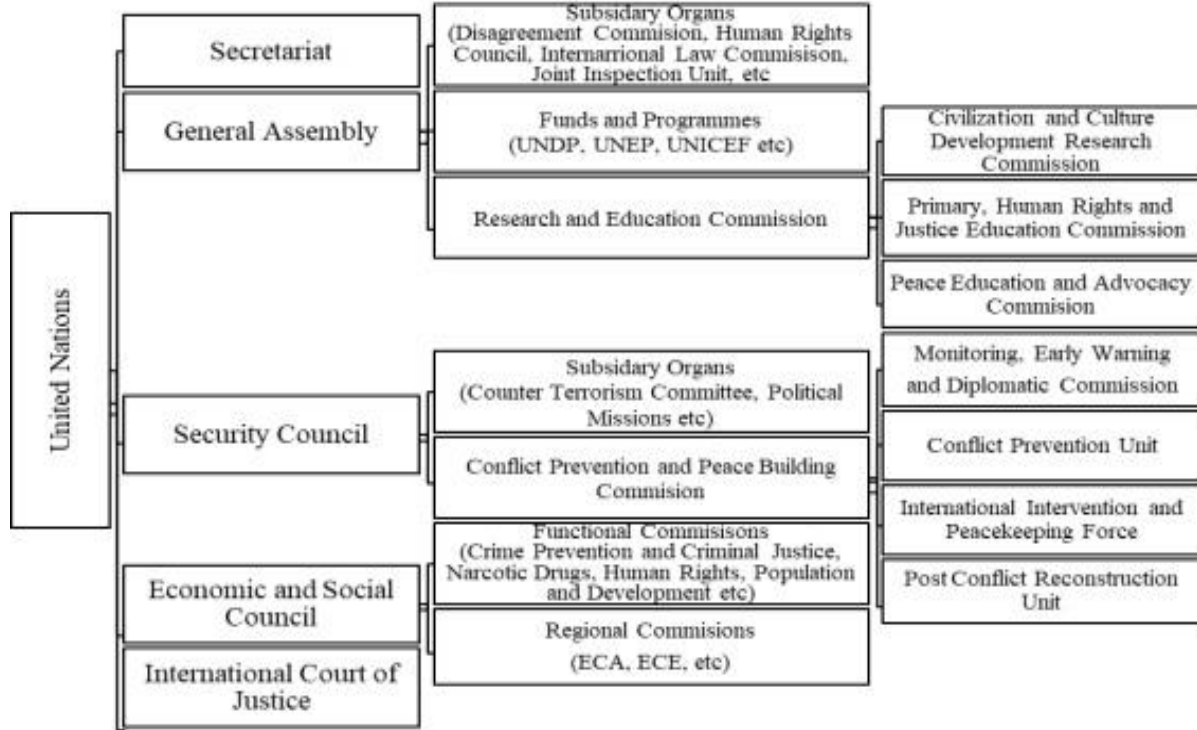 United Nations
Secretariat
General Assembly
Security Council
Economic and Social
Council
International Court of
Justice
Subsidary Organs
(Disagreement Commision, Human Rights
Council, Internarrional Law Commisison,
Joint Inspection Unit, etc
Funds and Programmes
(UNDP, UNEP, UNICEF etc)
Research and Education Commission
Subsidary Organs
(Counter Terrorism Committee, Political
Missions etc)
Conflict Prevention and Peace Building
Commision
Functional Commisisons
(Crime Prevention and Criminal Justice,
Narcotic Drugs, Human Rights, Population
and Development etc)
Regional Commisions
(ECA, ECE, etc)
Civilization and Culture
Development Research
Commission
Primary, Human Rights and
Justice Education Commission
Peace Education and Advocacy
Commision
Monitoring, Early Warning
and Diplomatic Commission
Conflict Prevention Unit
International Intervention and
Peacekeeping Force
Post Conflict Reconstruction
Unit